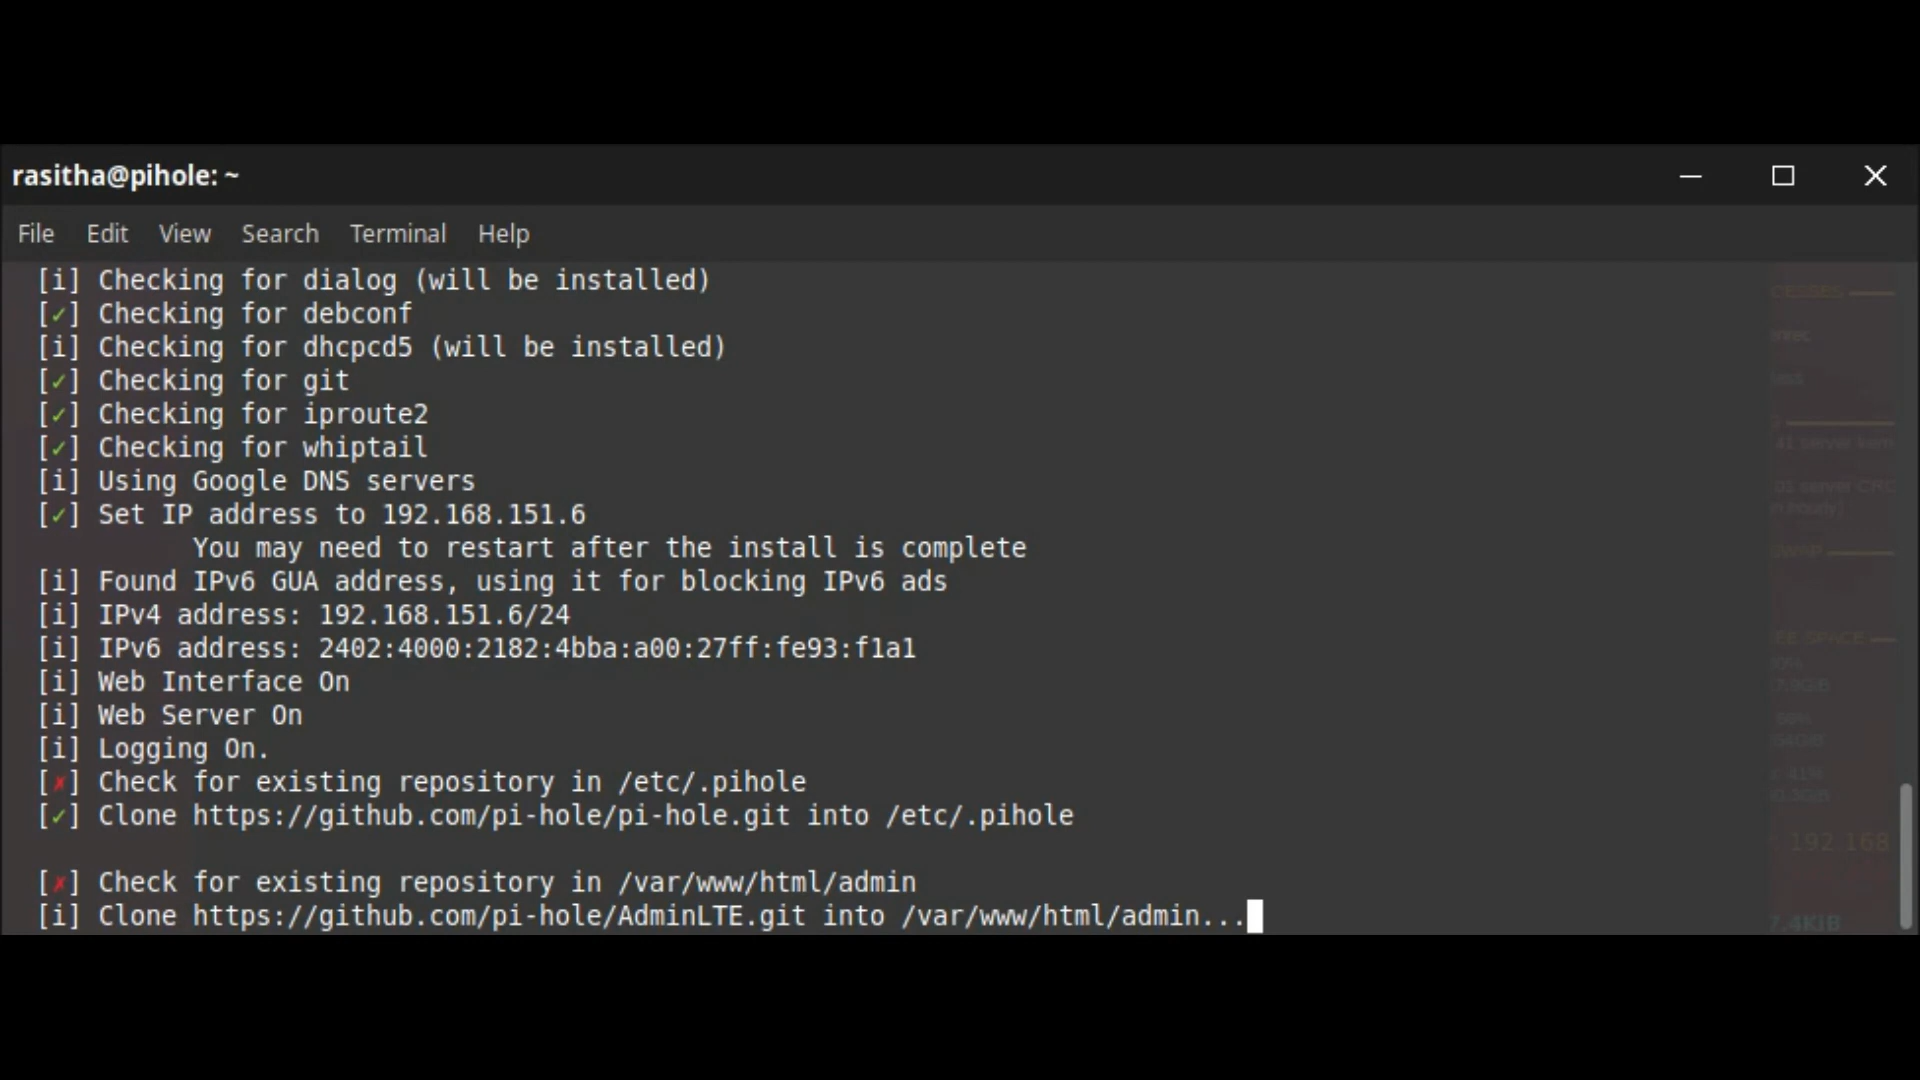 rasitha@pihole: ~
File Edit View Search Terminal Help
[i] Checking for dialog (will be installed)
[✓] Checking for debconf
[i] Checking for dhcpcd5 (will be installed)
[✓] Checking for git
[✓] Checking for iproute2
[✓] Checking for whiptail
[i] Using Google DNS servers
[✓] Set IP address to 192.168.151.6
You may need to restart after the install is complete
[i] Found IPv6 GUA address, using it for blocking IPv6 ads
[i] IPv4 address: 192.168.151.6/24
[i] IPv6 address: 2402:4000:2182:4bba:a00:27ff:fe93:f1a1
[i] Web Interface On
[i] Web Server On
[i] Logging On.
[✗] Check for existing repository in /etc/.pihole
[✓] Clone https://github.com/pi-hole/pi-hole.git into /etc/.pihole
[✗] Check for existing repository in /var/www/html/admin
[i] Clone https://github.com/pi-hole/AdminLTE.git into /var/www/html/admin...
192.168
7.4KiB